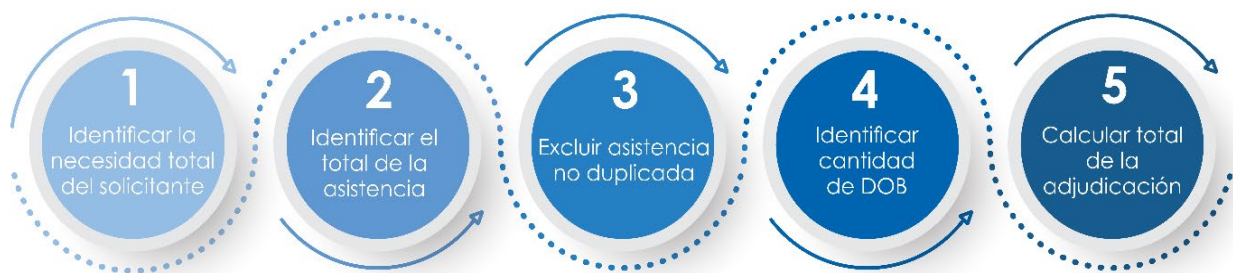 1
Identificar la
necesidad total
del solicitante
2
Identificar el
total de la
asistencia
3
Excluir asistencia
no duplicada
4
Identificar
cantidad
de DOB
5
Calcular total
de la
adjudicación